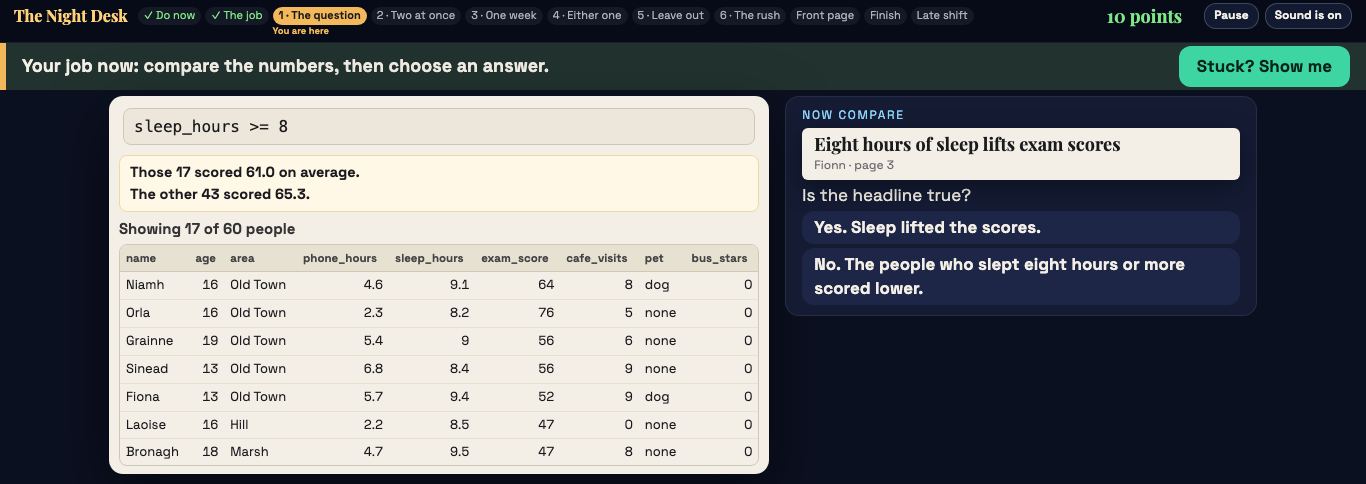 The Night Desk
✓ Do now
✓ The job
1 · The question
2 · Two at once
3 · One week
4 · Either one
5 · Leave out
6 · The rush
Front page
Finish
Late shift
10 points
Pause
Sound is on
You are here
Your job now: compare the numbers, then choose an answer.
Stuck? Show me
sleep_hours >= 8
Those 17 scored 61.0 on average.
The other 43 scored 65.3.
Showing 17 of 60 people
name age area phone_hours sleep_hours exam_score cafe_visits pet bus_stars
Niamh 16 Old Town 4.6 9.1 64 8 dog 0
Orla 16 Old Town 2.3 8.2 76 5 none 0
Grainne 19 Old Town 5.4 9 56 6 none 0
Sinead 13 Old Town 6.8 8.4 56 9 none 0
Fiona 13 Old Town 5.7 9.4 52 9 dog 0
Laoise 16 Hill 2.2 8.5 47 0 none 0
Bronagh 18 Marsh 4.7 9.5 47 8 none 0
NOW COMPARE
Eight hours of sleep lifts exam scores
Fionn · page 3
Is the headline true?
Yes. Sleep lifted the scores.
No. The people who slept eight hours or more
scored lower.